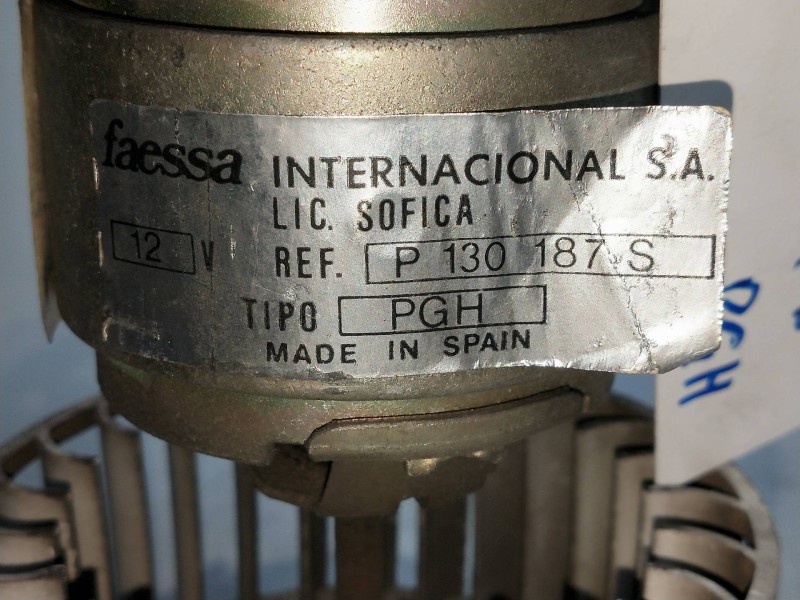 faessa INTERNACIONAL S.A.
LIC. SOFICA
12 V REF. P 130 187 S
TIPO PGH
MADE IN SPAIN